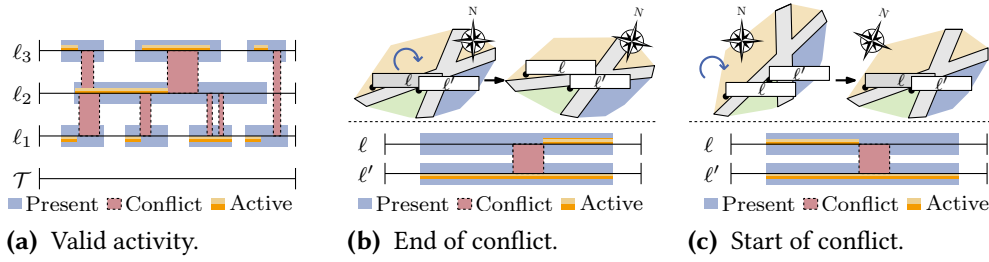 ℓ3
ℓ2
ℓ1
𝒯
Present Conflict Active
(a) Valid activity.
N N
ℓ ℓ′ ℓ ℓ′
ℓ
ℓ′
Present Conflict Active
(b) End of conflict.
N N
ℓ ℓ′ ℓ ℓ′
ℓ
ℓ′
Present Conflict Active
(c) Start of conflict.